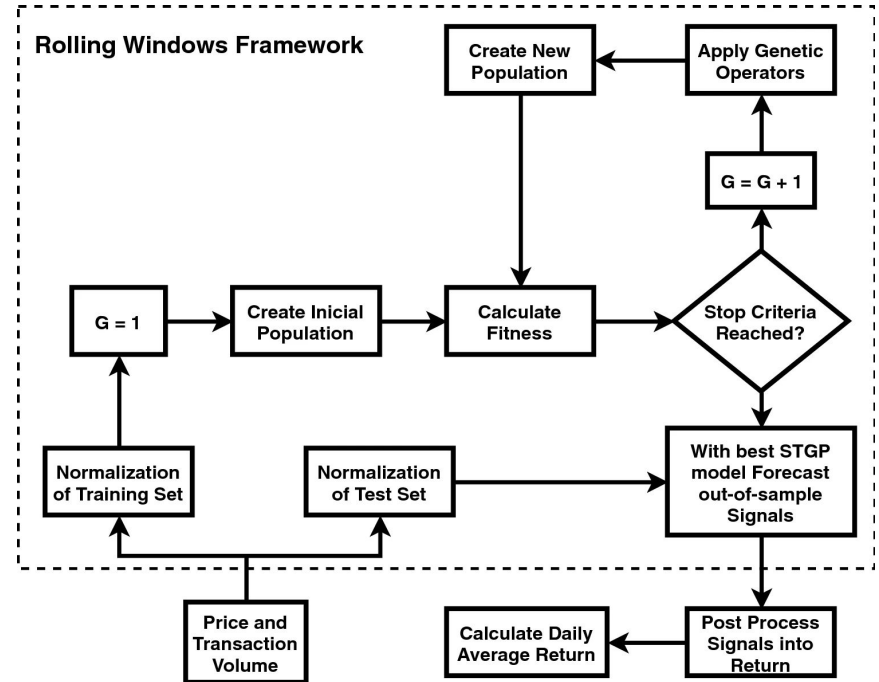 Rolling Windows Framework
Create New
Population
Apply Genetic
Operators
G = G + 1
G = 1
Create Inicial
Population
Calculate
Fitness
Stop Criteria
Reached?
Normalization
of Training Set
Normalization
of Test Set
With best STGP
model Forecast
out-of-sample
Signals
Price and
Transaction
Volume
Calculate Daily
Average Return
Post Process
Signals into
Return